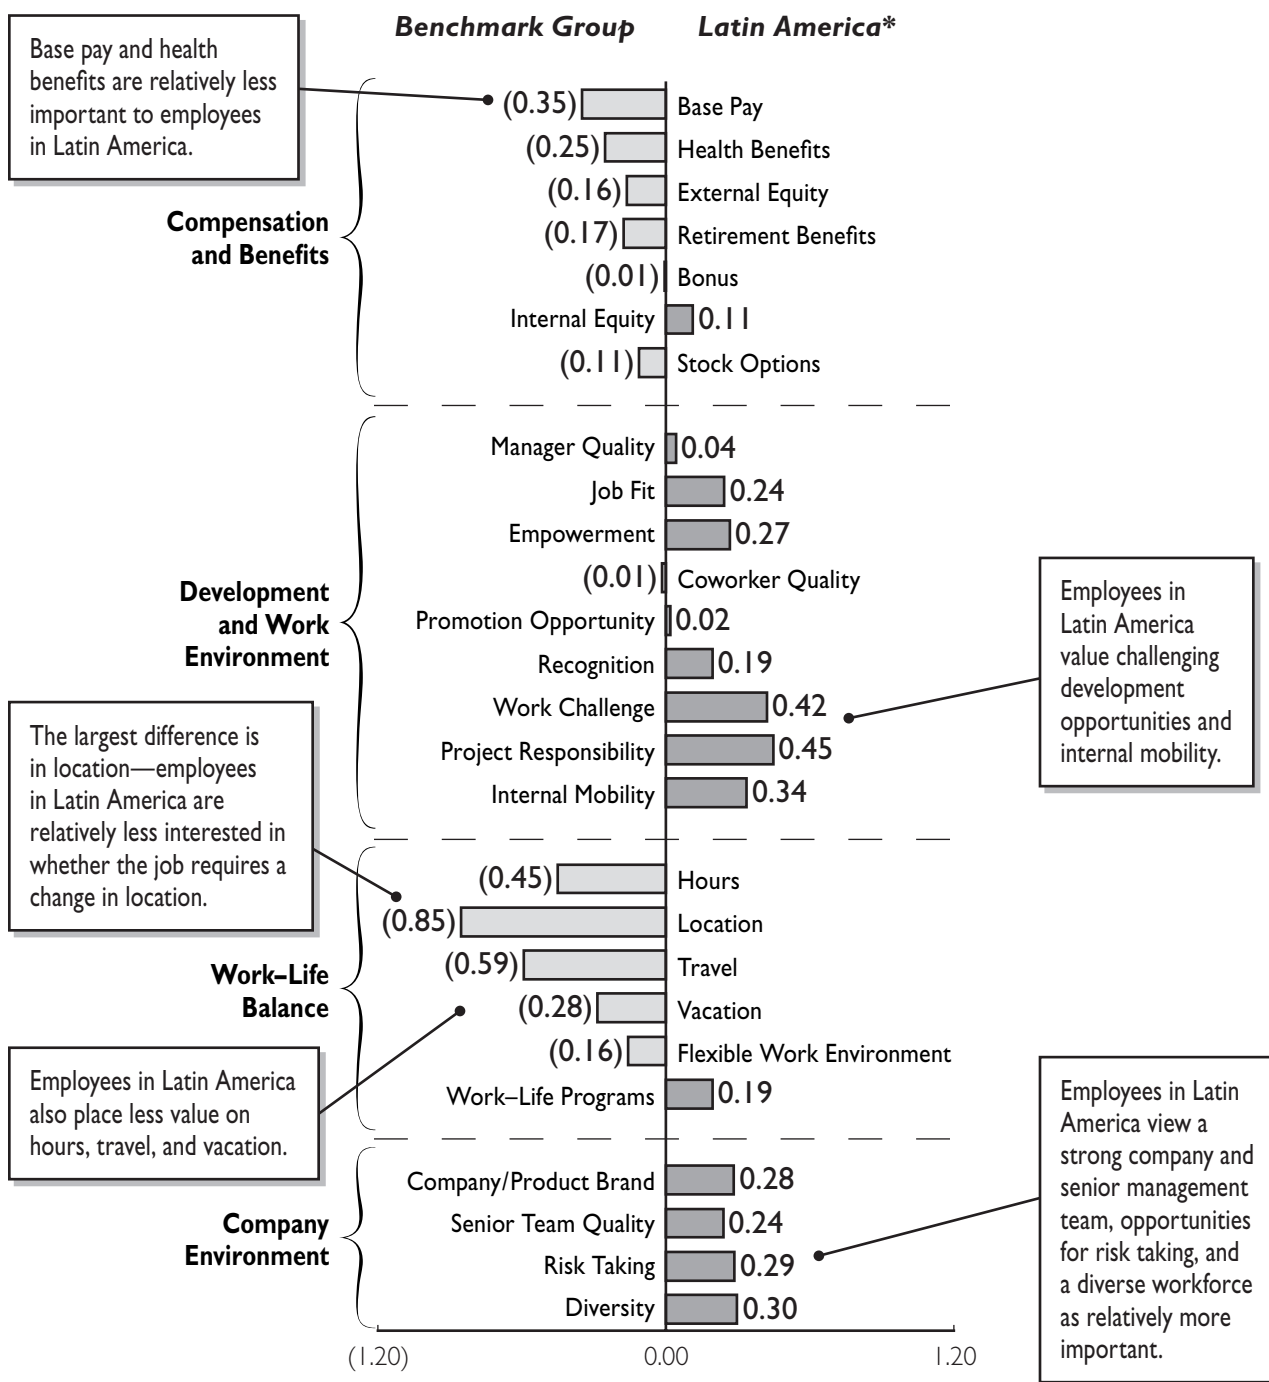 Benchmark Group Latin America*
Base pay and health
benefits are relatively less
important to employees
in Latin America.
Compensation
and Benefits
(0.35) Base Pay
(0.25) Health Benefits
(0.16) External Equity
(0.17) Retirement Benefits
(0.01) Bonus
Internal Equity 0.11
(0.11) Stock Options
Development
and Work
Environment
Manager Quality 0.04
Job Fit 0.24
Empowerment 0.27
(0.01) Coworker Quality
Promotion Opportunity 0.02
Recognition 0.19
Work Challenge 0.42
Project Responsibility 0.45
Internal Mobility 0.34
Employees in
Latin America
value challenging
development
opportunities and
internal mobility.
The largest difference is
in location—employees
in Latin America are
relatively less interested in
whether the job requires a
change in location.
Work–Life
Balance
(0.45) Hours
(0.85) Location
(0.59) Travel
(0.28) Vacation
(0.16) Flexible Work Environment
Work–Life Programs 0.19
Employees in Latin America
also place less value on
hours, travel, and vacation.
Company
Environment
Company/Product Brand 0.28
Senior Team Quality 0.24
Risk Taking 0.29
Diversity 0.30
Employees in Latin
America view a
strong company and
senior management
team, opportunities
for risk taking, and
a diverse workforce
as relatively more
important.
(1.20) 0.00 1.20